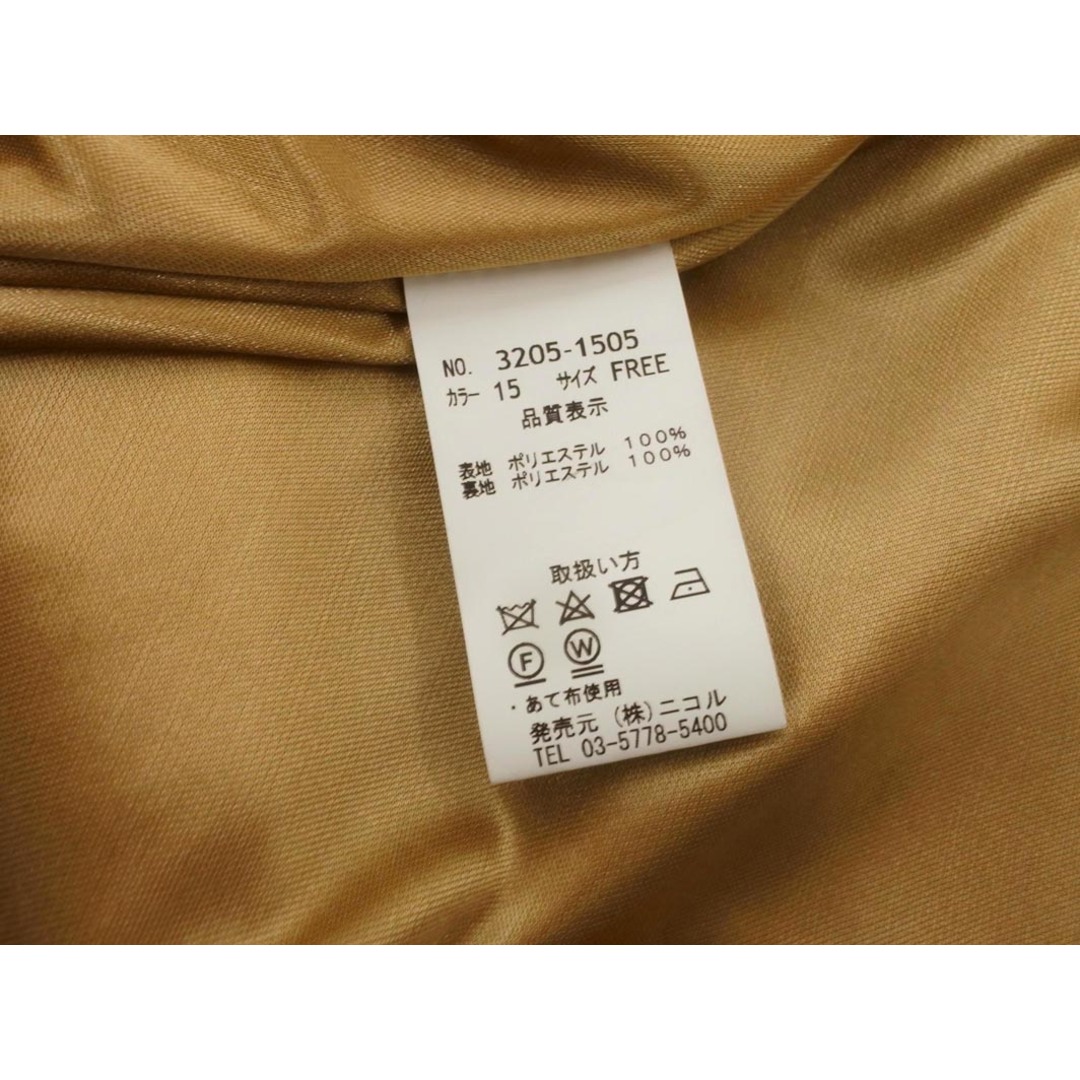 NO. 3205-1505
カラー 15 サイズ FREE
品質表示
表地 ポリエステル 100%
裏地 ポリエステル 100%
取扱い方
F W
・あて布使用
発売元 (株)ニコル
TEL 03-5778-5400